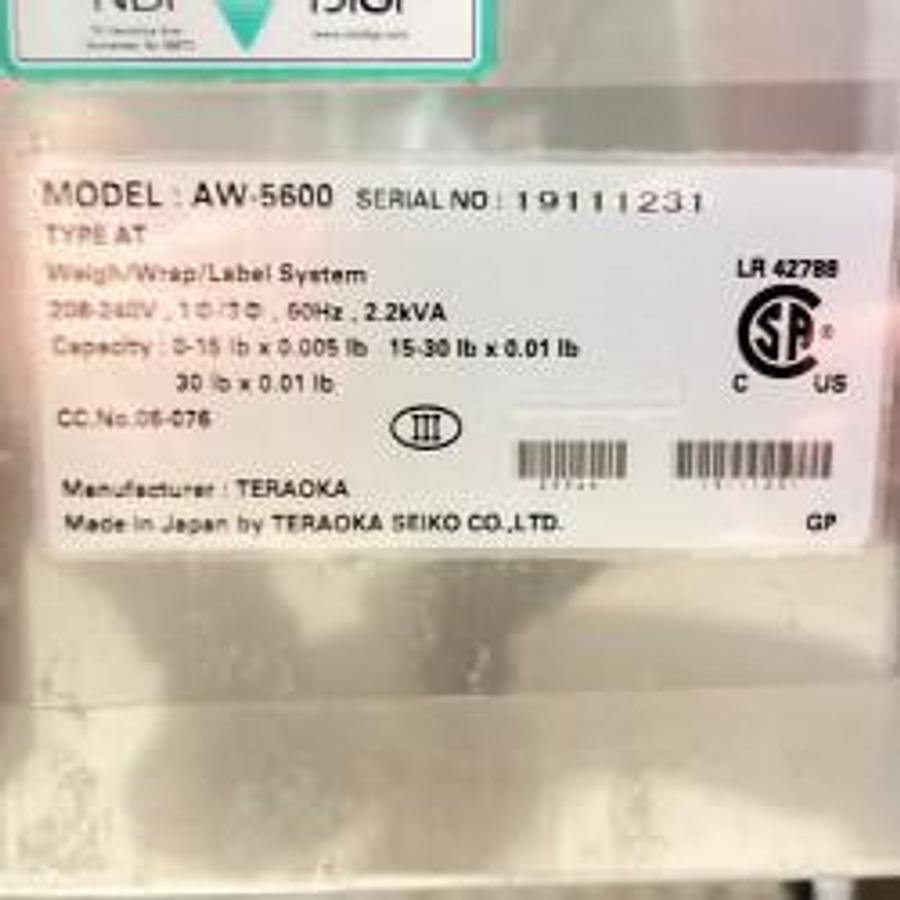 MODEL : AW-5600 SERIAL NO : 19111231
TYPE AT
Weigh/Wrap/Label System
208-240V , 1Φ/3Φ , 60Hz , 2.2kVA
Capacity : 0-15 lb x 0.005 lb 15-30 lb x 0.01 lb
30 lb x 0.01 lb
CC.No.06-076
III
LR 42788
SA ®
C US
Manufacturer : TERAOKA
Made in Japan by TERAOKA SEIKO CO.,LTD.
GP